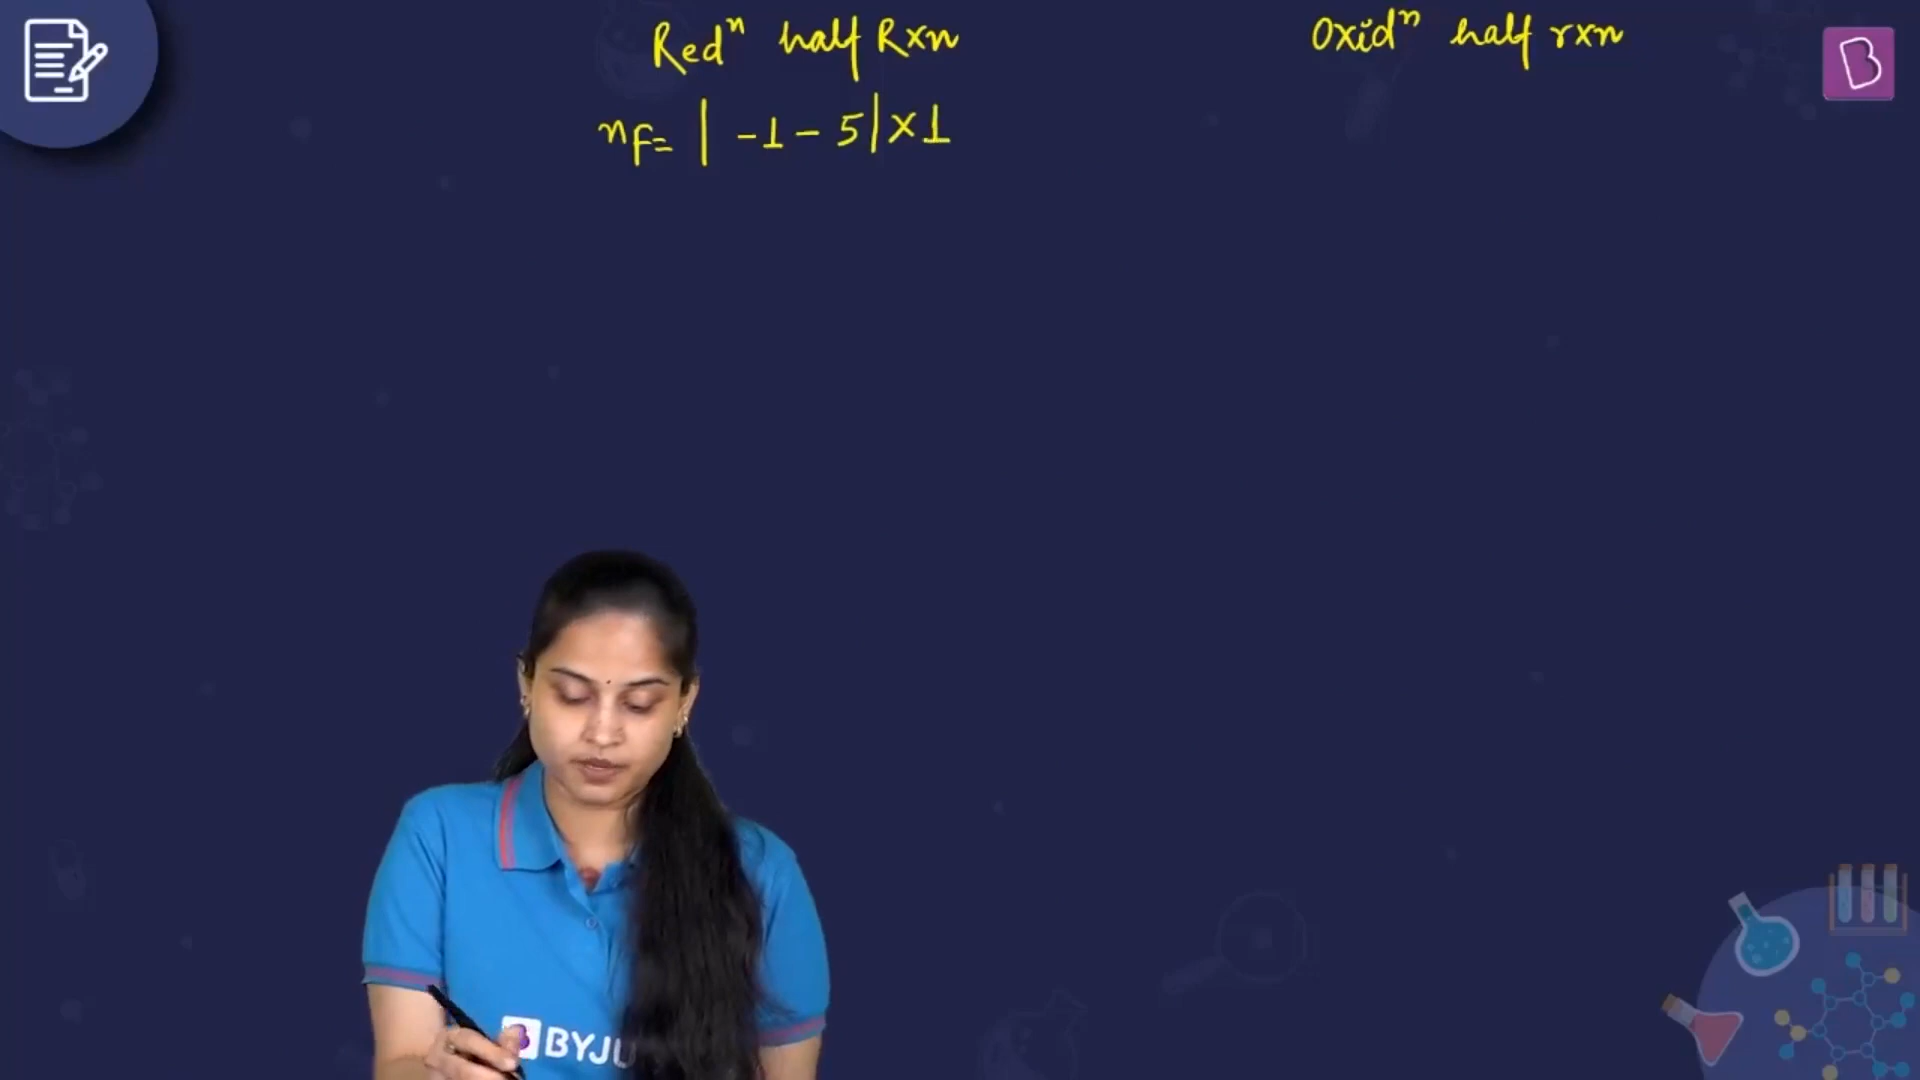 Redⁿ half Rxn
Oxidⁿ half rxn
nF= | -1 - 5| x 1
B
BYJU